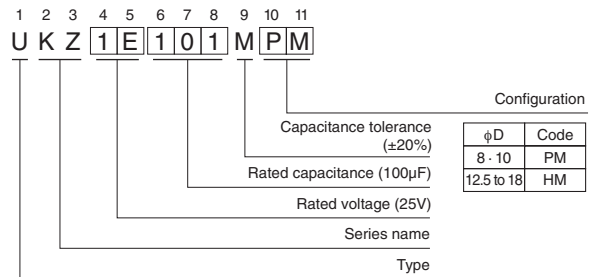 1 2 3 4 5 6 7 8 9 10 11
U K Z 1 E 1 0 1 M P M
Configuration
Capacitance tolerance
(±20%)
Rated capacitance (100µF)
Rated voltage (25V)
Series name
Type
ϕD Code
8 · 10 PM
12.5 to 18 HM